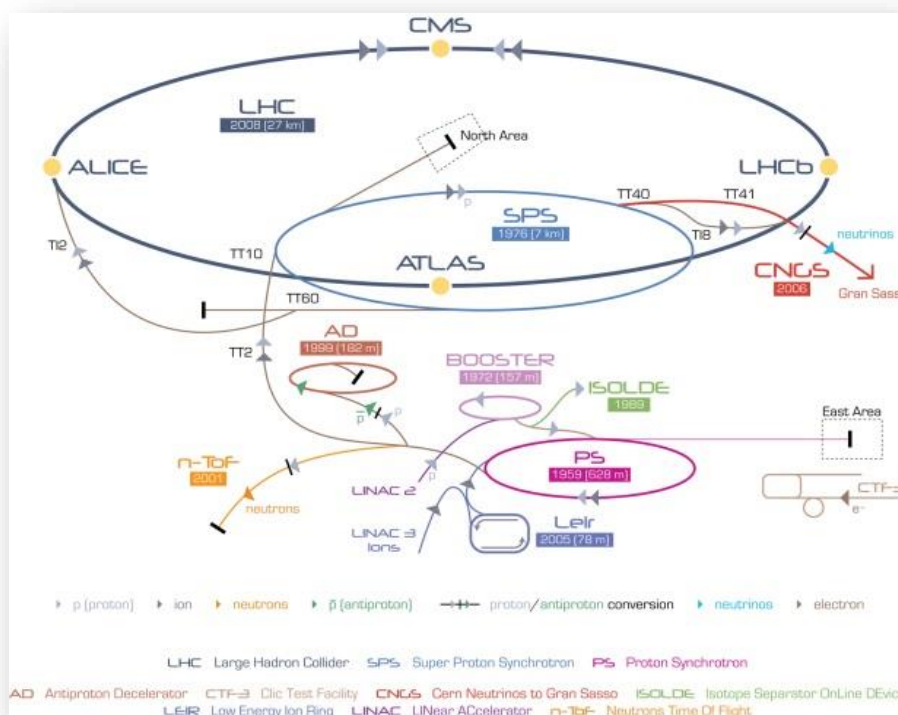 CMS
LHC
2008 (27 km)
North Area
ALICE
LHCb
TT40
TT41
p
SPS
1976 (7 km)
TI8
neutrinos
TI2
TT10
ATLAS
CNGS
2006
Gran Sass
TT60
AD
1999 (182 m)
TT2
BOOSTER
1972 (157 m)
ISOLDE
1989
East Area
p̄
p
n-ToF
2001
PS
1959 (628 m)
LINAC 2
p
neutrons
CTF-3
e-
LINAC 3
Ions
Leir
2005 (78 m)
p (proton) ion neutrons p̄ (antiproton) proton/antiproton conversion neutrinos electron
LHC Large Hadron Collider SPS Super Proton Synchrotron PS Proton Synchrotron
AD Antiproton Decelerator CTF-3 Clic Test Facility CNGS Cern Neutrinos to Gran Sasso ISOLDE Isotope Separator OnLine DEvic
LEIR Low Energy Ion Ring LINAC LINear ACcelerator n-ToF Neutrons Time Of Flight